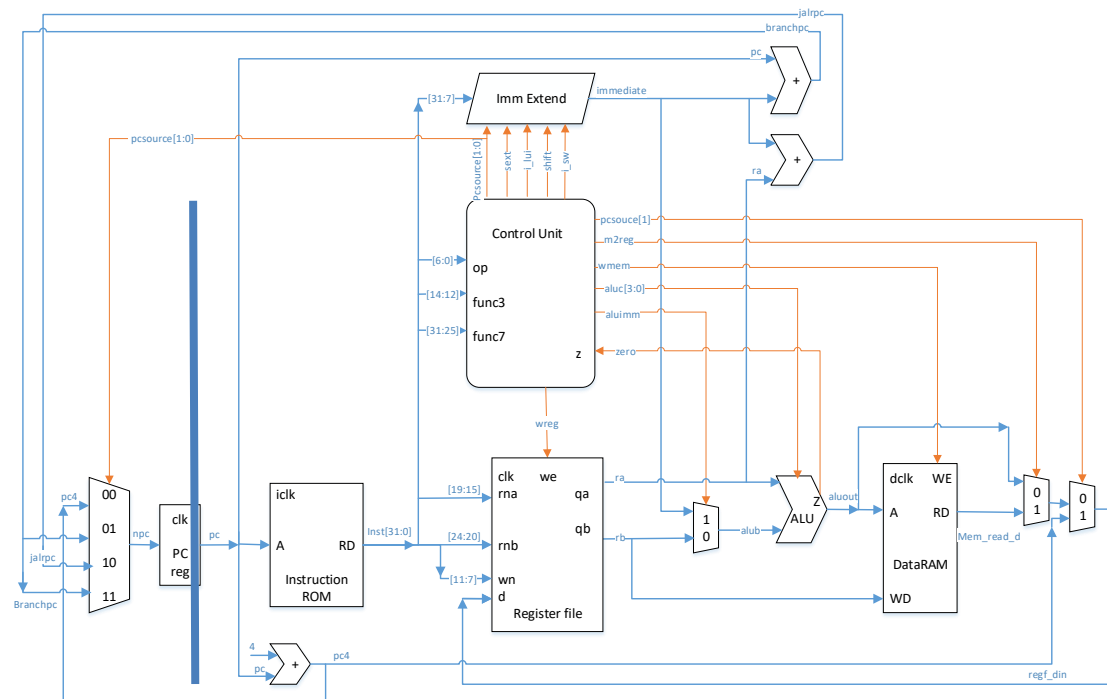 jalrpc
branchpc
pc
+
[31:7]
Imm Extend
immediate
pcsource[1:0]
Pcsource[1:0]
sext
i_lui
shift
i_sw
+
ra
Control Unit
pcsouce[1]
m2reg
[6:0]
op
wmem
aluc[3:0]
[14:12]
func3
aluimm
[31:25]
func7
z
zero
wreg
pc4
00
01
10
11
jalrpc
Branchpc
npc
clk
PC
reg
pc
iclk
A
RD
Instruction
ROM
Inst[31:0]
[19:15]
[24:20]
[11:7]
clk
we
rna
qa
qb
rnb
wn
d
Register file
ra
rb
1
0
alub
Z
ALU
aluout
dclk
WE
A
RD
DataRAM
WD
Mem_read_d
0
1
0
1
4
pc
+
pc4
regf_din